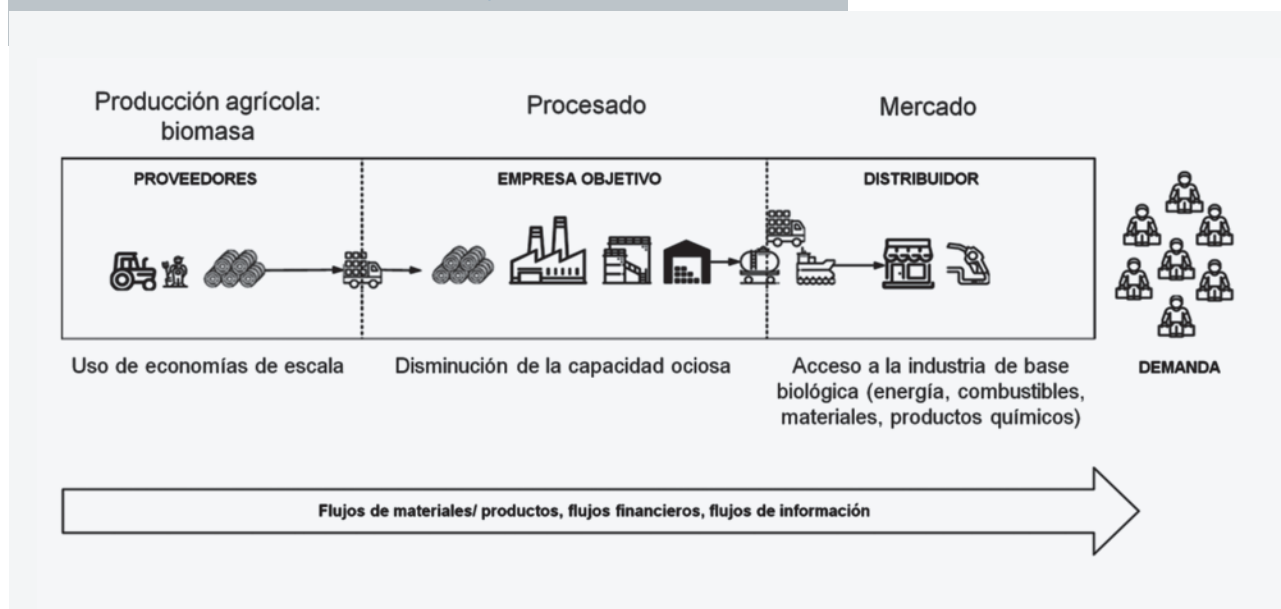 Producción agrícola:
biomasa
Procesado
Mercado
PROVEEDORES
EMPRESA OBJETIVO
DISTRIBUIDOR
Uso de economías de escala
Disminución de la capacidad ociosa
Acceso a la industria de base
biológica (energía, combustibles,
materiales, productos químicos)
DEMANDA
Flujos de materiales/ productos, flujos financieros, flujos de información